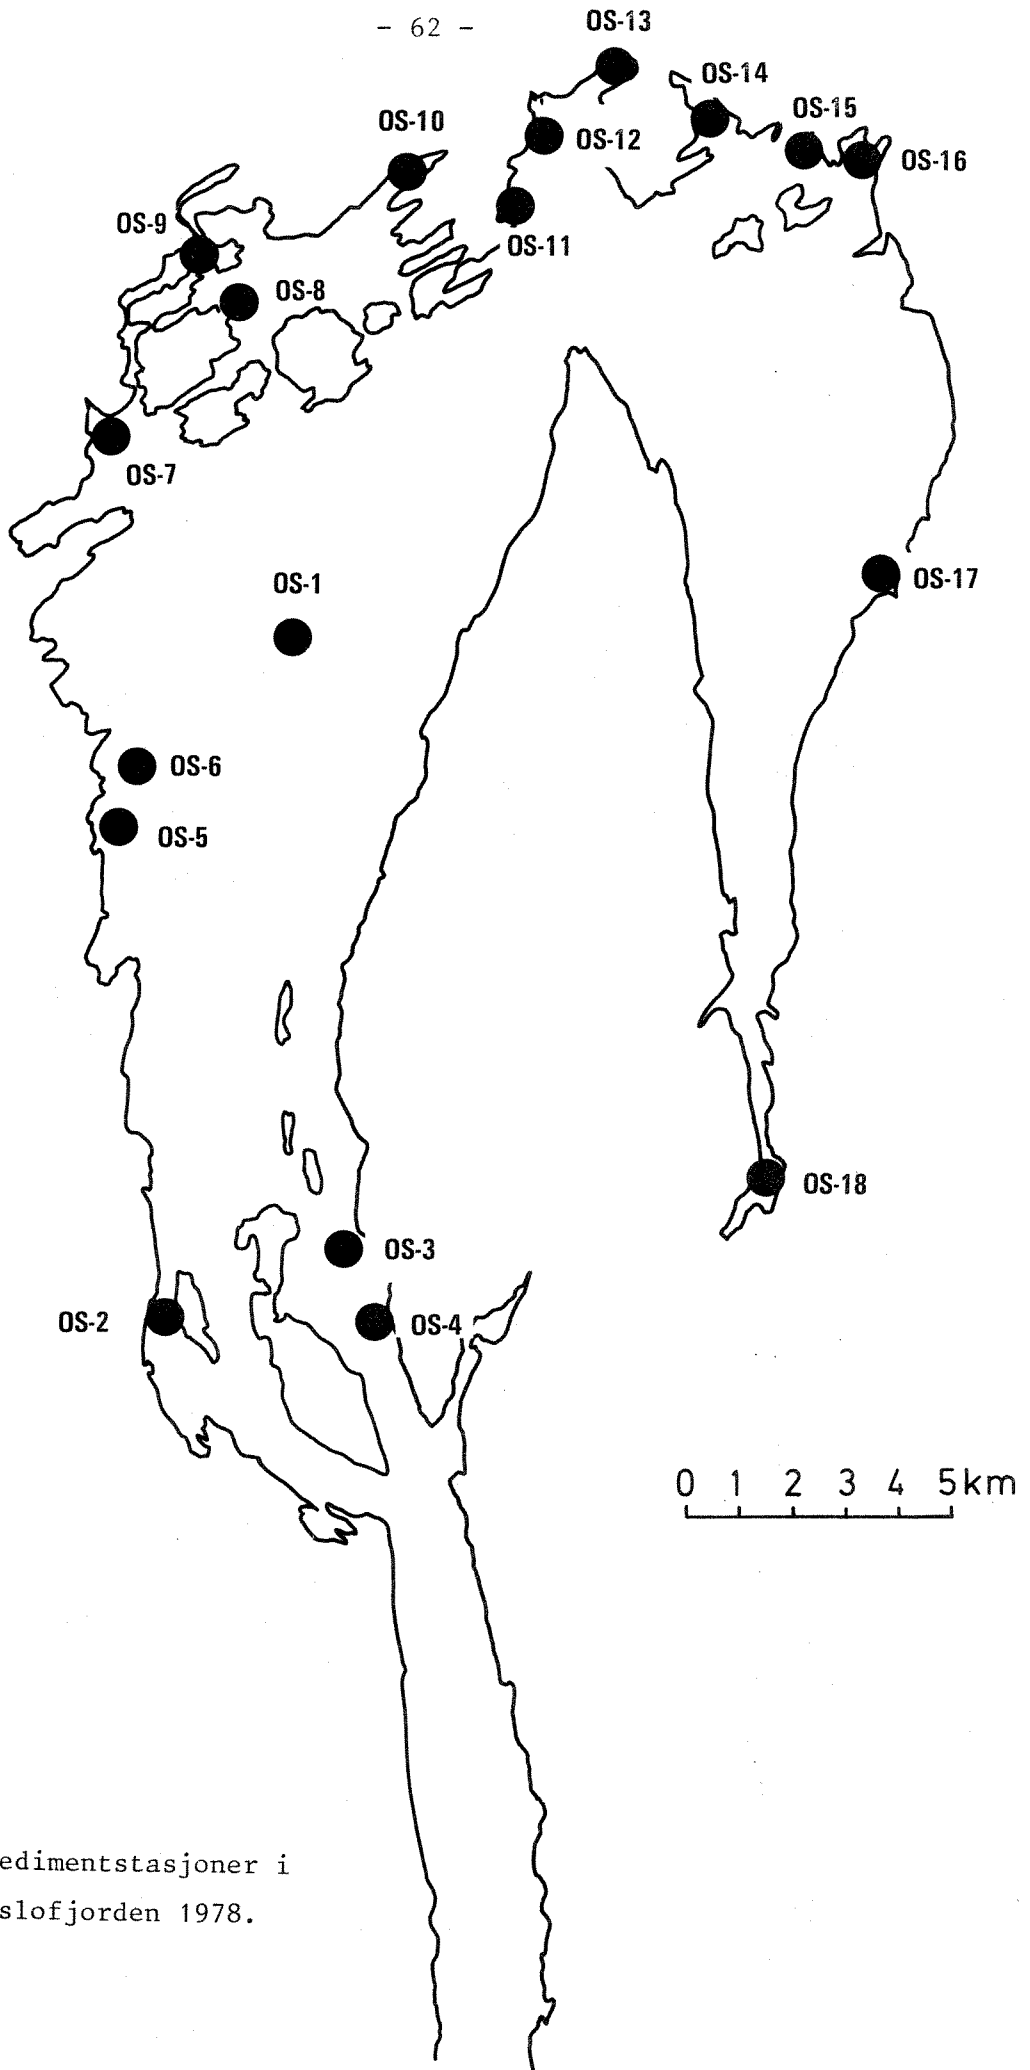 - 62 -
OS-13
OS-14
OS-15
OS-10
OS-12
OS-16
OS-9
OS-11
OS-8
OS-7
OS-17
OS-1
OS-6
OS-5
OS-18
OS-3
OS-2
OS-4
0 1 2 3 4 5km
edimentstasjoner i
slofjorden 1978.